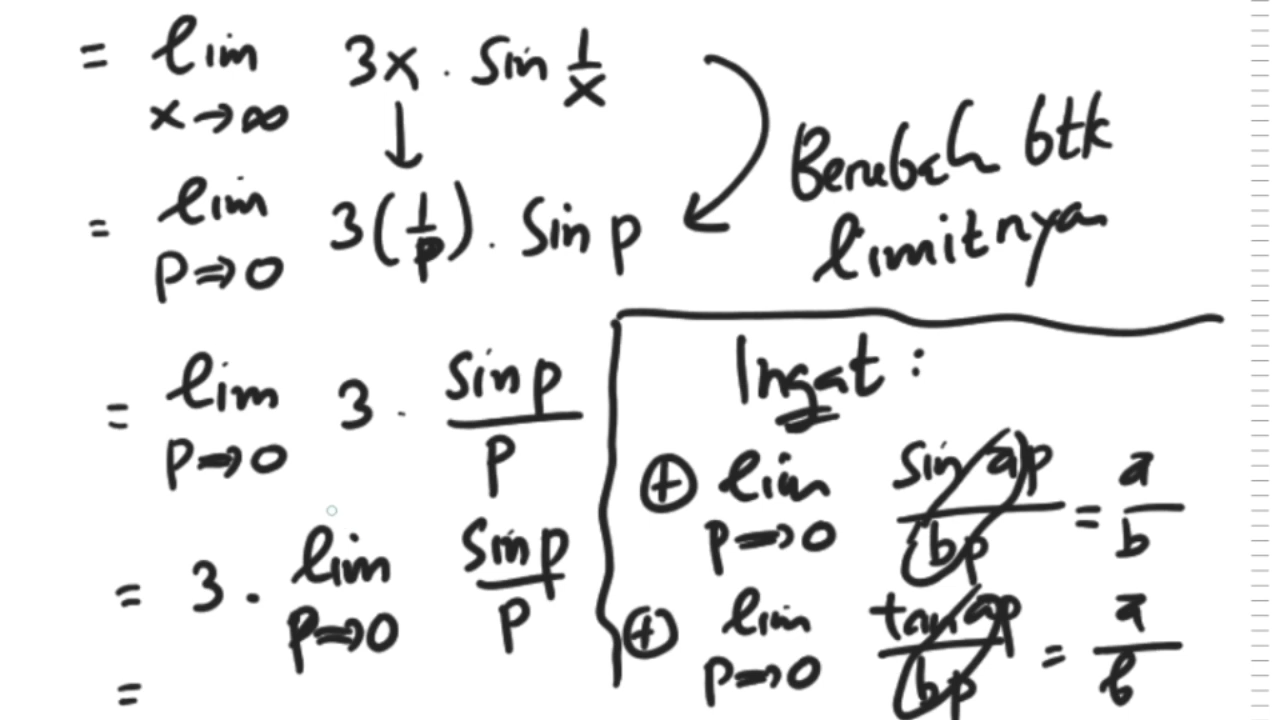 = lim x→∞ 3x · sin 1/x
= lim p→0 3(1/p) · sin p
Berubah btk
limitnya
= lim p→0 3 · sin p / p
= 3 · lim p→0 sin p / p
=
Ingat :
⊕ lim p→0 sin ap / bp = a/b
⊕ lim p→0 tan ap / bp = a/b